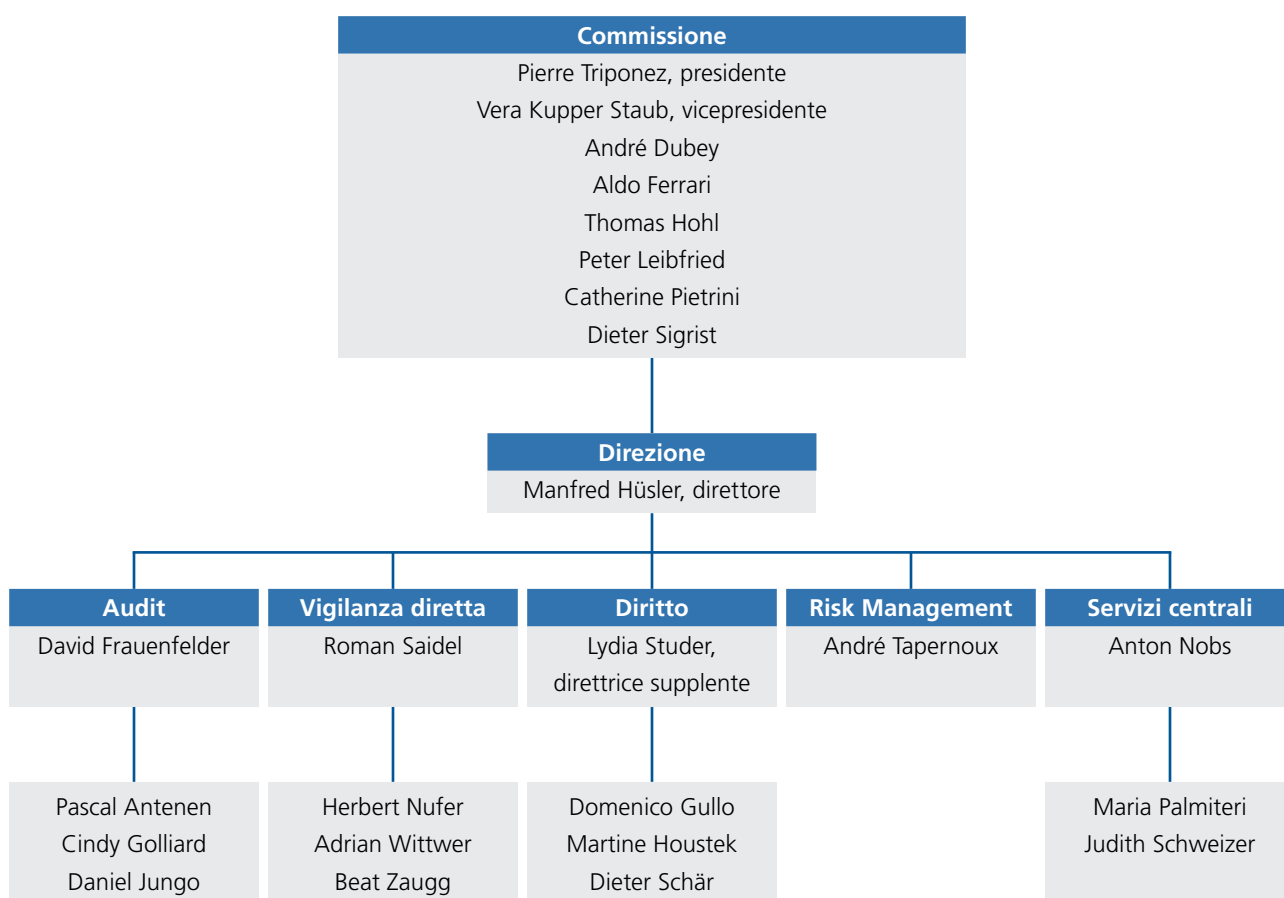 Commissione
Pierre Triponez, presidente
Vera Kupper Staub, vicepresidente
André Dubey
Aldo Ferrari
Thomas Hohl
Peter Leibfried
Catherine Pietrini
Dieter Sigrist
Direzione
Manfred Hüsler, direttore
Audit
David Frauenfelder
Vigilanza diretta
Roman Saidel
Diritto
Lydia Studer,
direttrice supplente
Risk Management
André Tapernoux
Servizi centrali
Anton Nobs
Pascal Antenen
Cindy Golliard
Daniel Jungo
Herbert Nufer
Adrian Wittwer
Beat Zaugg
Domenico Gullo
Martine Houstek
Dieter Schär
Maria Palmiteri
Judith Schweizer